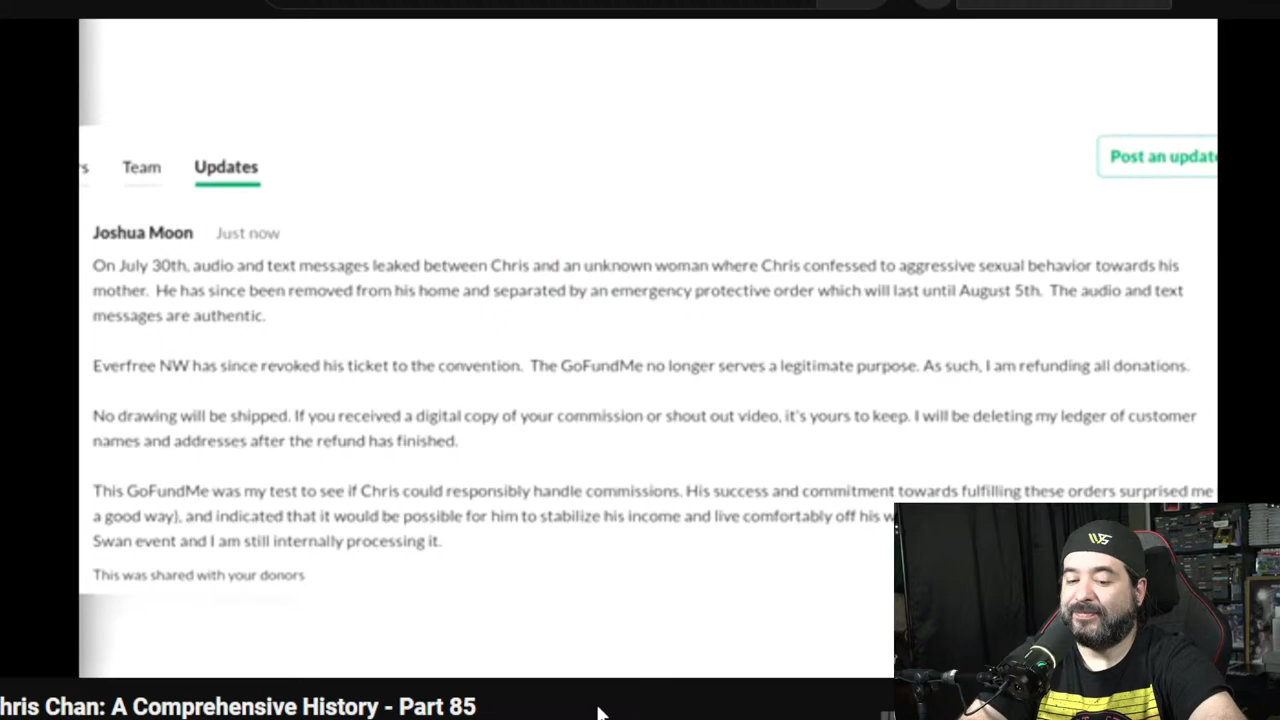 Team Updates
Post an update
Joshua Moon Just now
On July 30th, audio and text messages leaked between Chris and an unknown woman where Chris confessed to aggressive sexual behavior towards his
mother. He has since been removed from his home and separated by an emergency protective order which will last until August 5th. The audio and text
messages are authentic.
Everfree NW has since revoked his ticket to the convention. The GoFundMe no longer serves a legitimate purpose. As such, I am refunding all donations.
No drawing will be shipped. If you received a digital copy of your commission or shout out video, it's yours to keep. I will be deleting my ledger of customer
names and addresses after the refund has finished.
This GoFundMe was my test to see if Chris could responsibly handle commissions. His success and commitment towards fulfilling these orders surprised me
a good way), and indicated that it would be possible for him to stabilize his income and live comfortably off his w
Swan event and I am still internally processing it.
This was shared with your donors
hris Chan: A Comprehensive History - Part 85